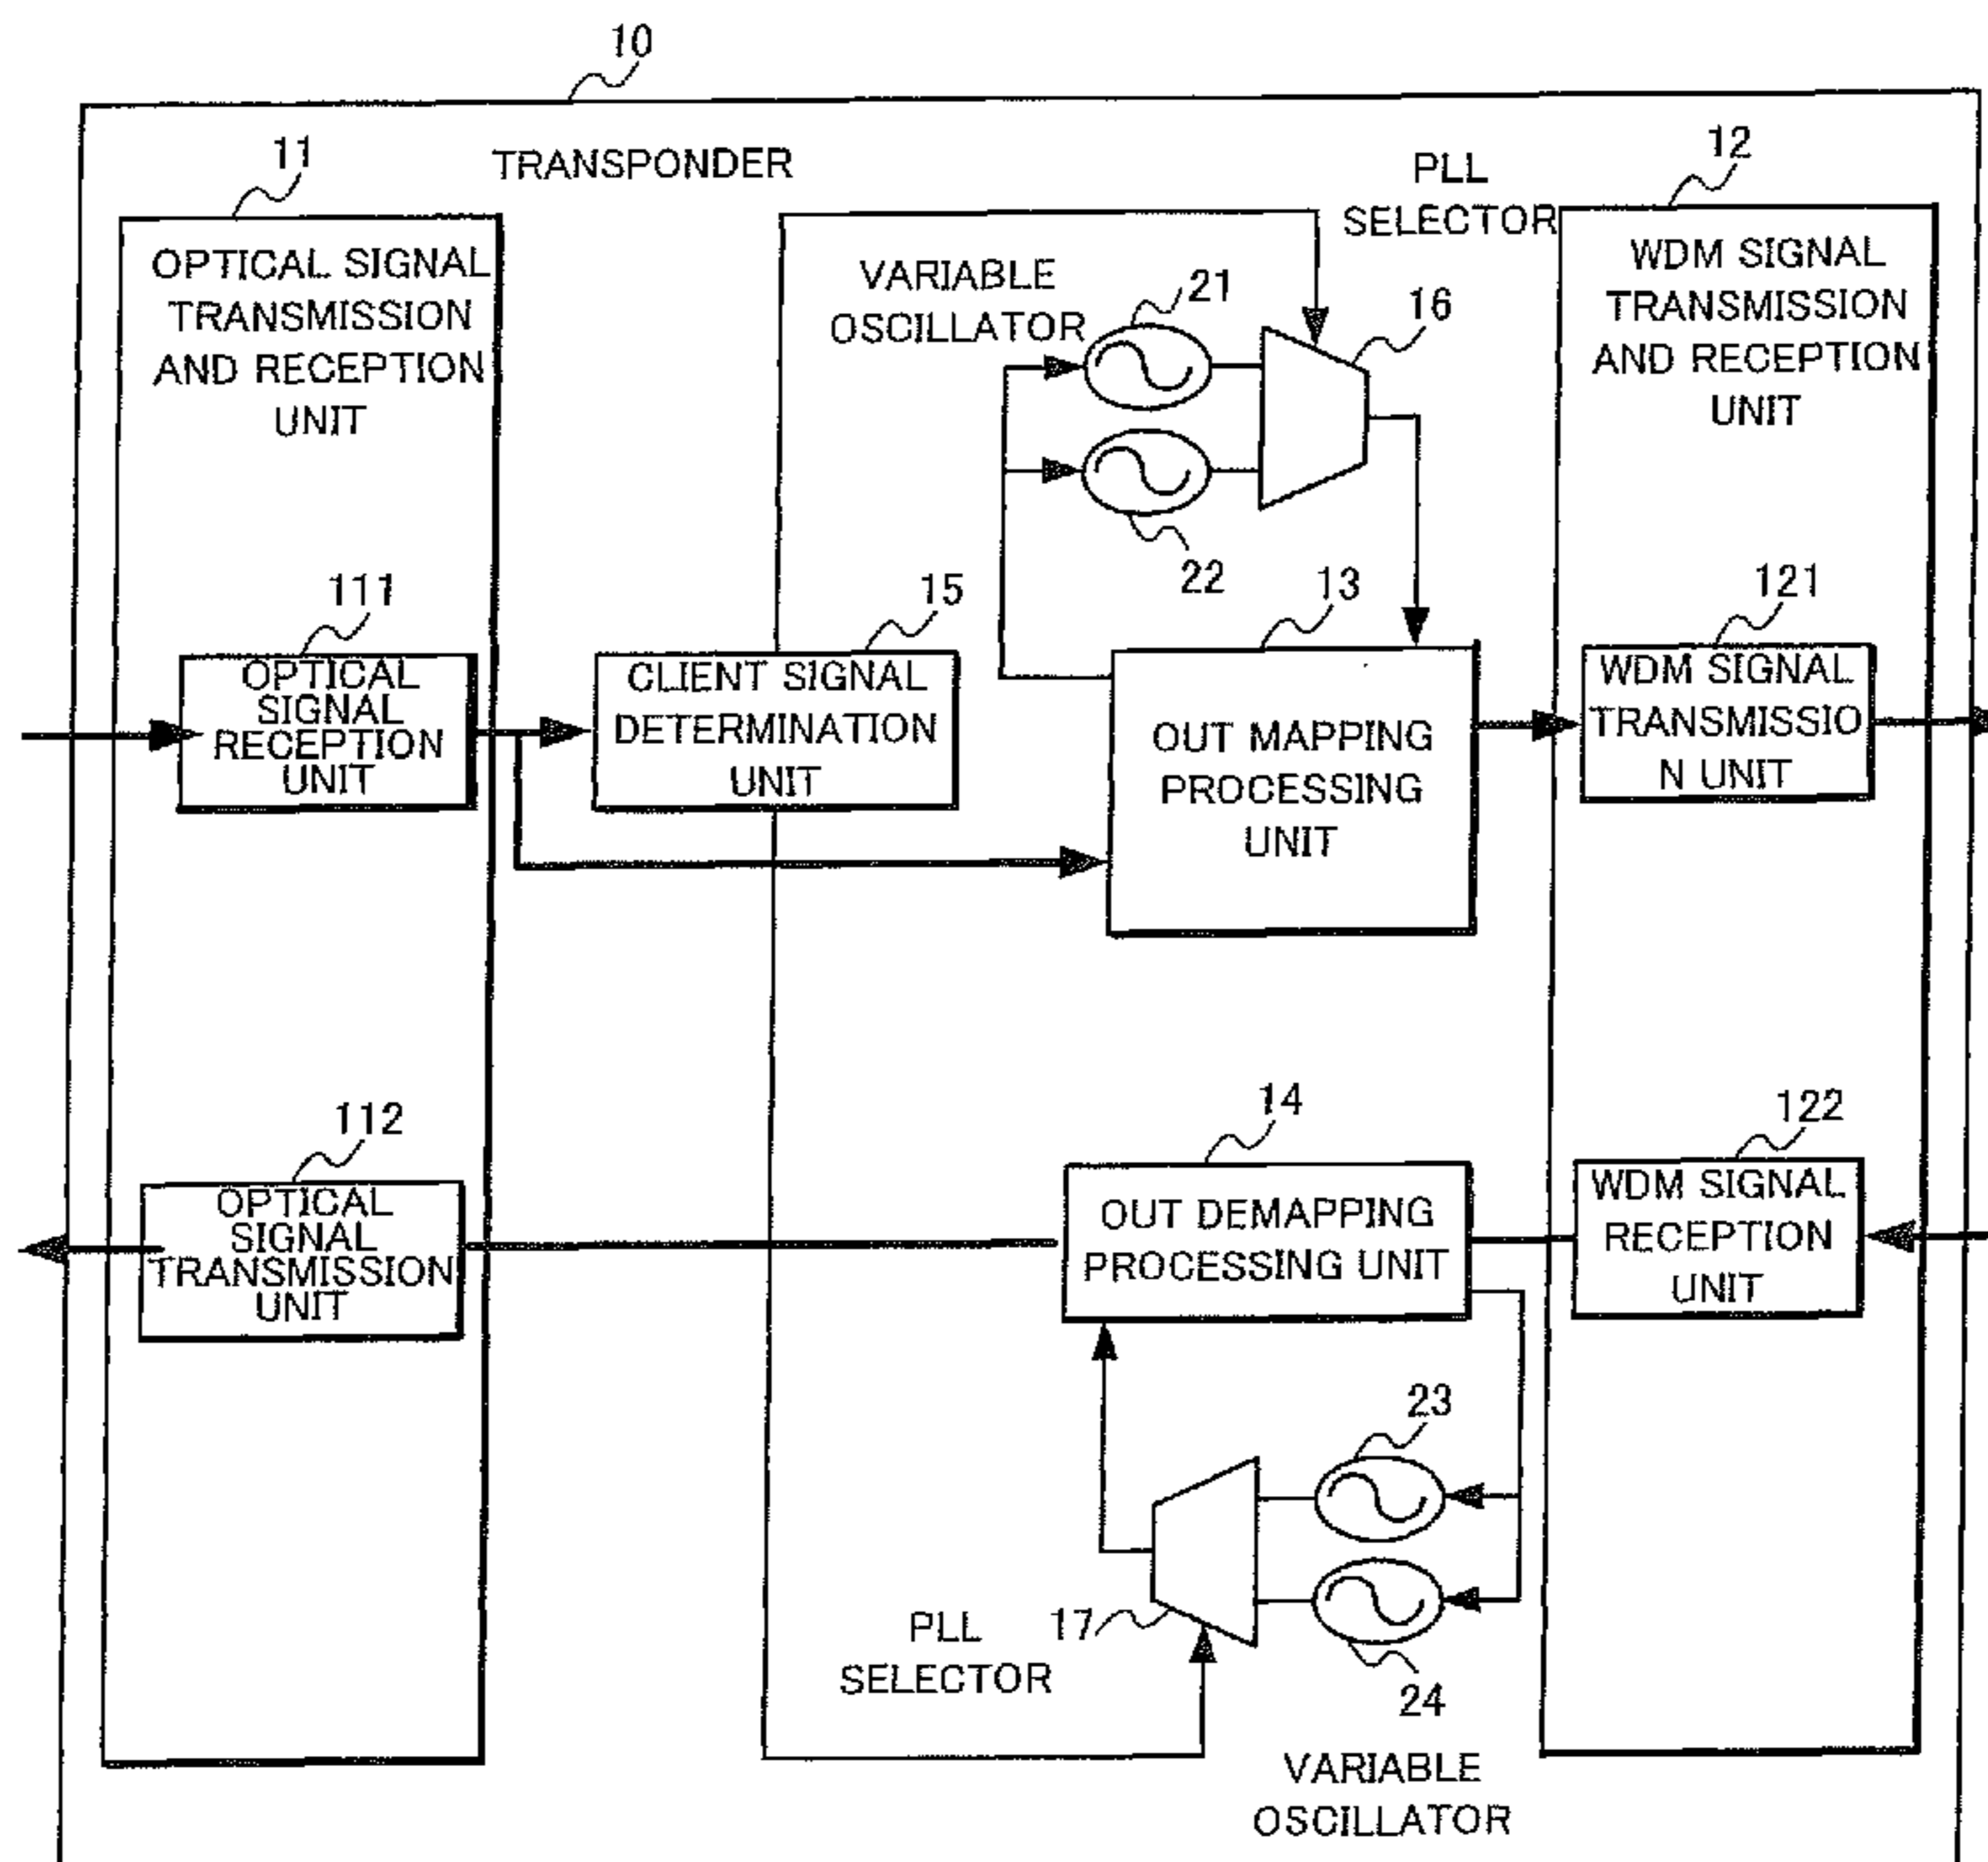 10
TRANSPONDER
11
OPTICAL SIGNAL
TRANSMISSION
AND RECEPTION
UNIT
PLL
SELECTOR
12
WDM SIGNAL
TRANSMISSION
AND RECEPTION
UNIT
VARIABLE
OSCILLATOR
21
16
22
111
OPTICAL
SIGNAL
RECEPTION
UNIT
15
CLIENT SIGNAL
DETERMINATION
UNIT
13
OUT MAPPING
PROCESSING
UNIT
121
WDM SIGNAL
TRANSMISSIO
N UNIT
112
OPTICAL
SIGNAL
TRANSMISSION
UNIT
14
OUT DEMAPPING
PROCESSING UNIT
122
WDM SIGNAL
RECEPTION
UNIT
23
17
24
PLL
SELECTOR
VARIABLE
OSCILLATOR